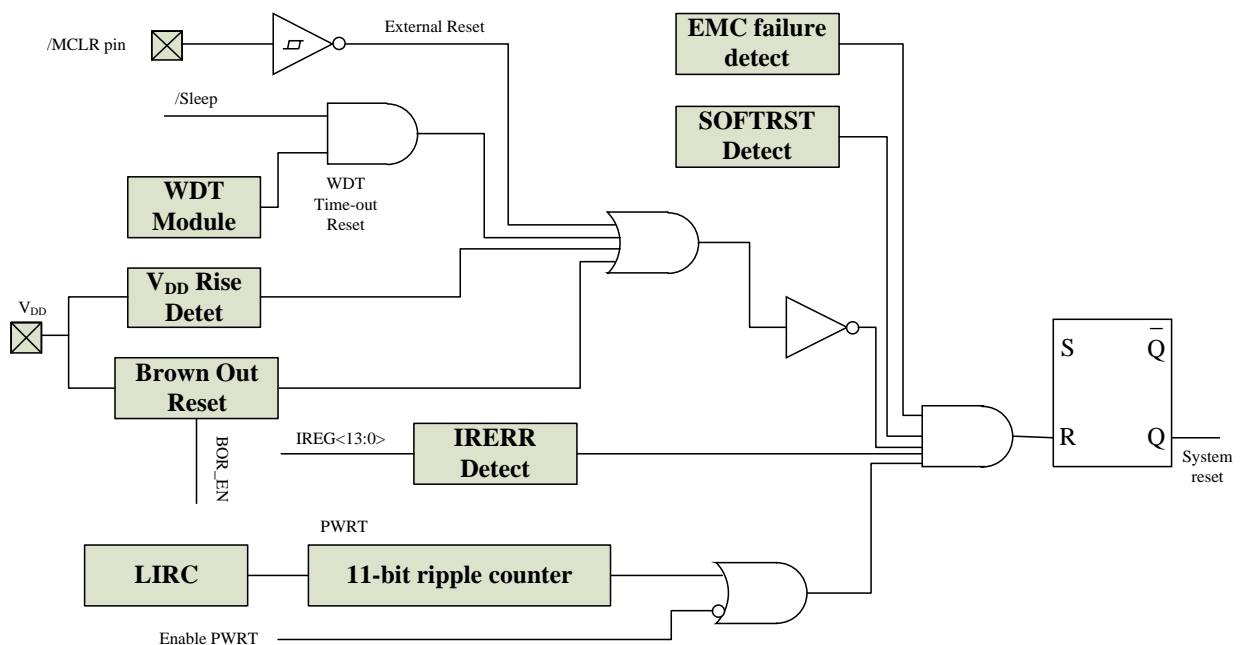 /MCLR pin
External Reset
EMC failure
detect
/Sleep
SOFTRST
Detect
WDT
Module
WDT
Time-out
Reset
VDD Rise
Detet
VDD
Brown Out
Reset
BOR_EN
IREG<13:0>
IRERR
Detect
S
Q
R
Q
System
reset
PWRT
LIRC
11-bit ripple counter
Enable PWRT